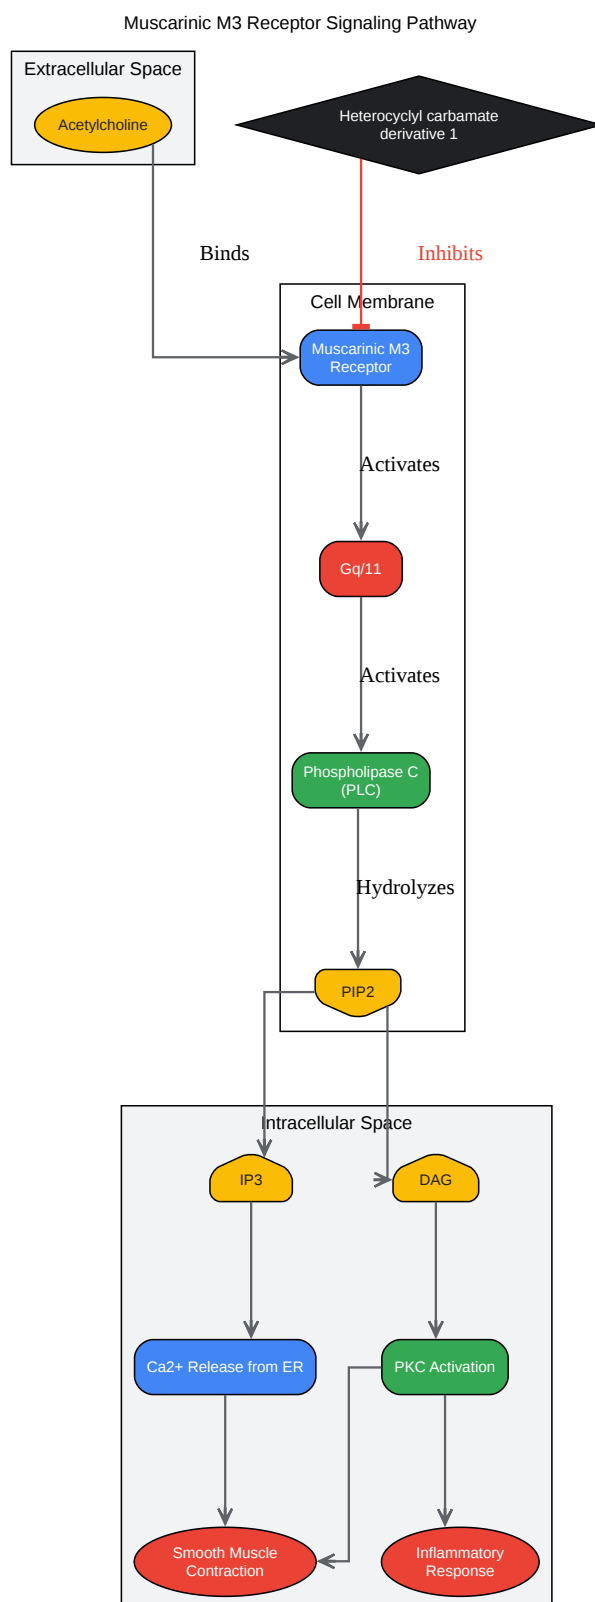 Muscarinic M3 Receptor Signaling Pathway
Extracellular Space
Acetylcholine
Heterocyclyl carbamate
derivative 1
Binds
Inhibits
Cell Membrane
Muscarinic M3
Receptor
Activates
Gq/11
Activates
Phospholipase C
(PLC)
Hydrolyzes
PIP2
Intracellular Space
IP3
DAG
Ca2+ Release from ER
PKC Activation
Smooth Muscle
Contraction
Inflammatory
Response